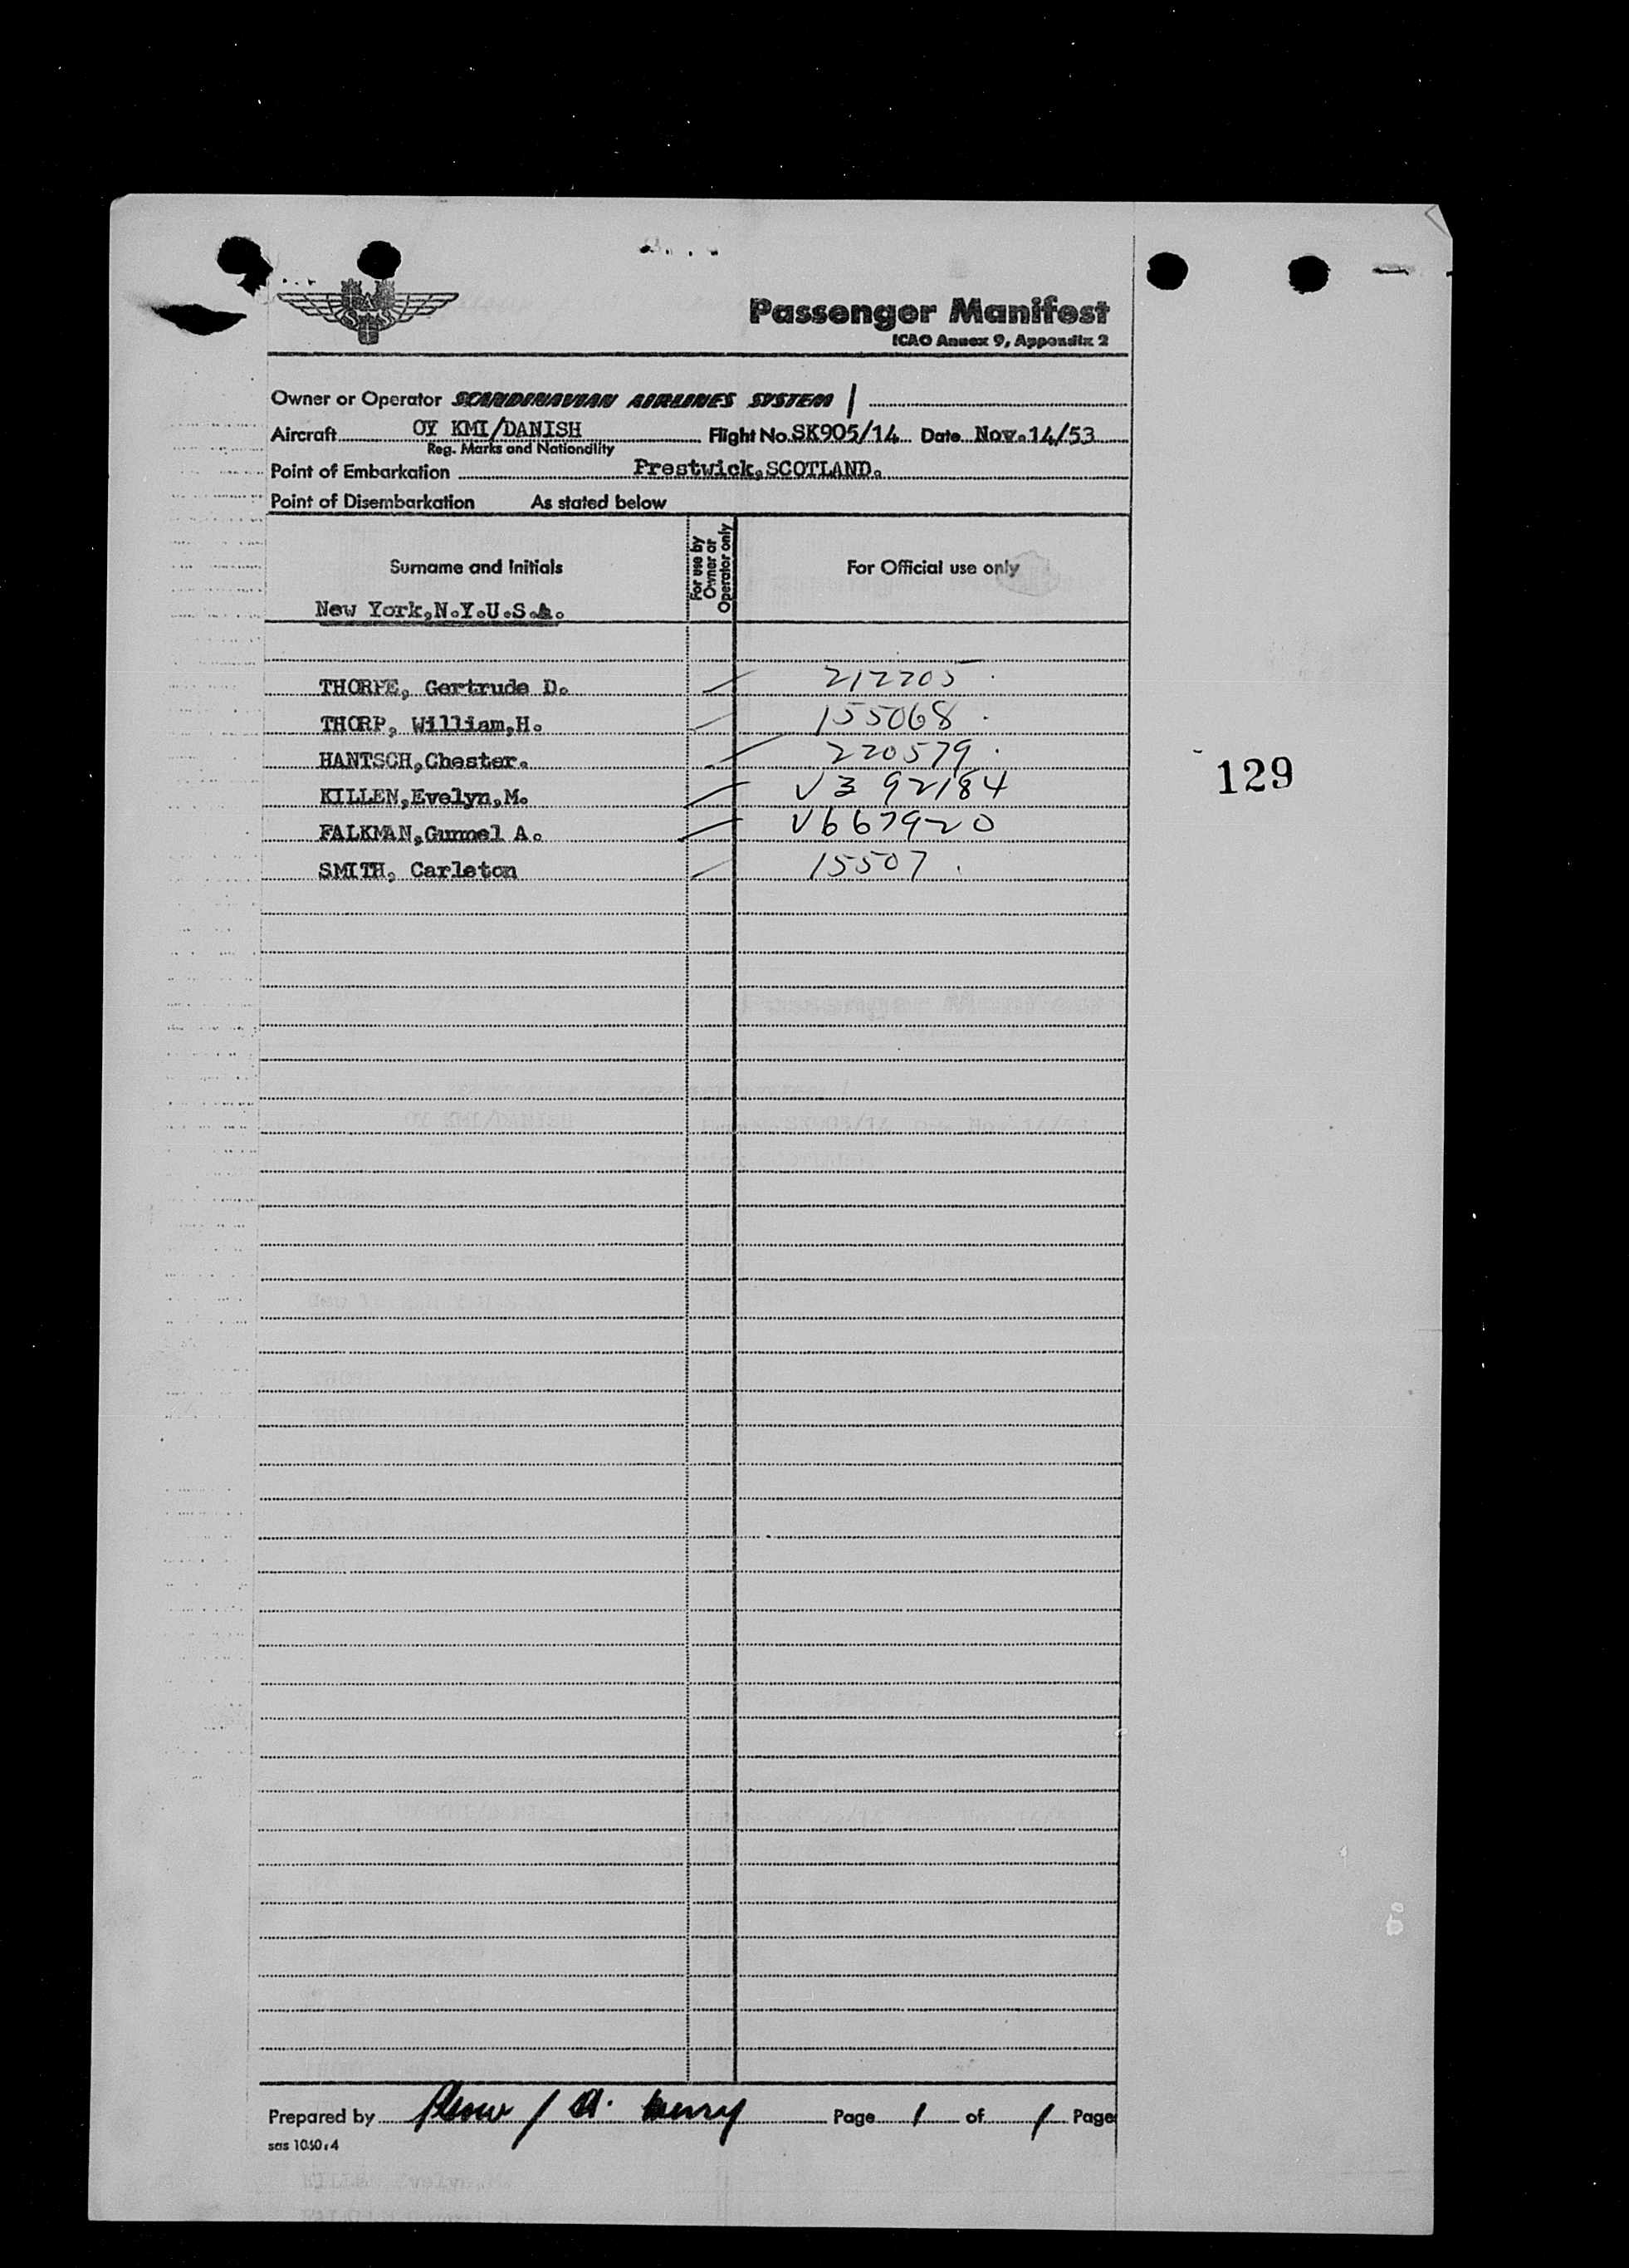 SAS
Passenger Manifest
ICAO Annex 9, Appendix 2
Owner or Operator SCANDINAVIAN AIRLINES SYSTEM /
Aircraft OY KMI/DANISH Flight No. SK905/14 Date Nov.14/53
Reg. Marks and Nationality
Point of Embarkation Prestwick,SCOTLAND.
Point of Disembarkation As stated below
Surname and Initials For use by Owner or Operator only For Official use only
New York,N.Y.U.S.A.
THORPE, Gertrude D. 212205
THORP, William,H. 155068
HANTSCH,Chester. 220579
129
KILLEN,Evelyn,M. V3 92184
FALKMAN,Gunnel A. V667920
SMITH, Carleton 15507
Prepared by / A. Page 1 of 1 Page
sas 1030:4